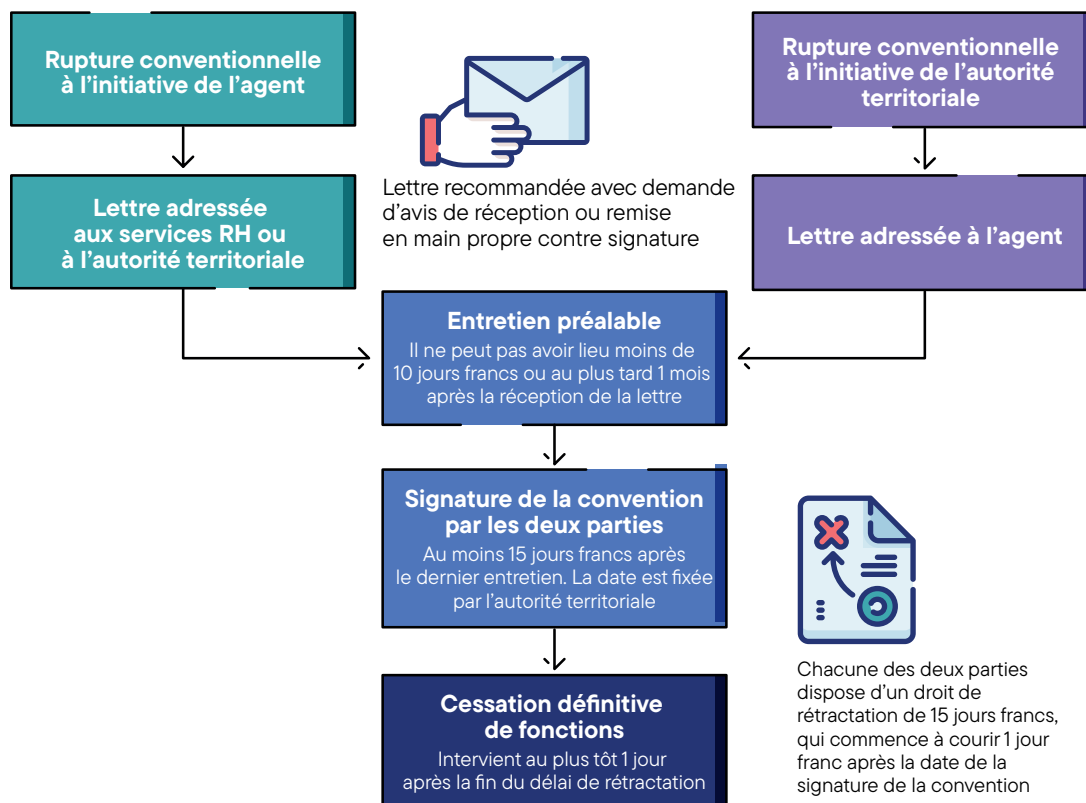 Rupture conventionnelle
à l’initiative de l’agent
Rupture conventionnelle
à l’initiative de l’autorité
territoriale
Lettre adressée
aux services RH ou
à l’autorité territoriale
Lettre recommandée avec demande
d’avis de réception ou remise
en main propre contre signature
Lettre adressée à l’agent
Entretien préalable
Il ne peut pas avoir lieu moins de
10 jours francs ou au plus tard 1 mois
après la réception de la lettre
Signature de la convention
par les deux parties
Au moins 15 jours francs après
le dernier entretien. La date est fixée
par l’autorité territoriale
Chacune des deux parties
dispose d’un droit de
rétractation de 15 jours francs,
qui commence à courir 1 jour
franc après la date de la
signature de la convention
Cessation définitive
de fonctions
Intervient au plus tôt 1 jour
après la fin du délai de rétractation